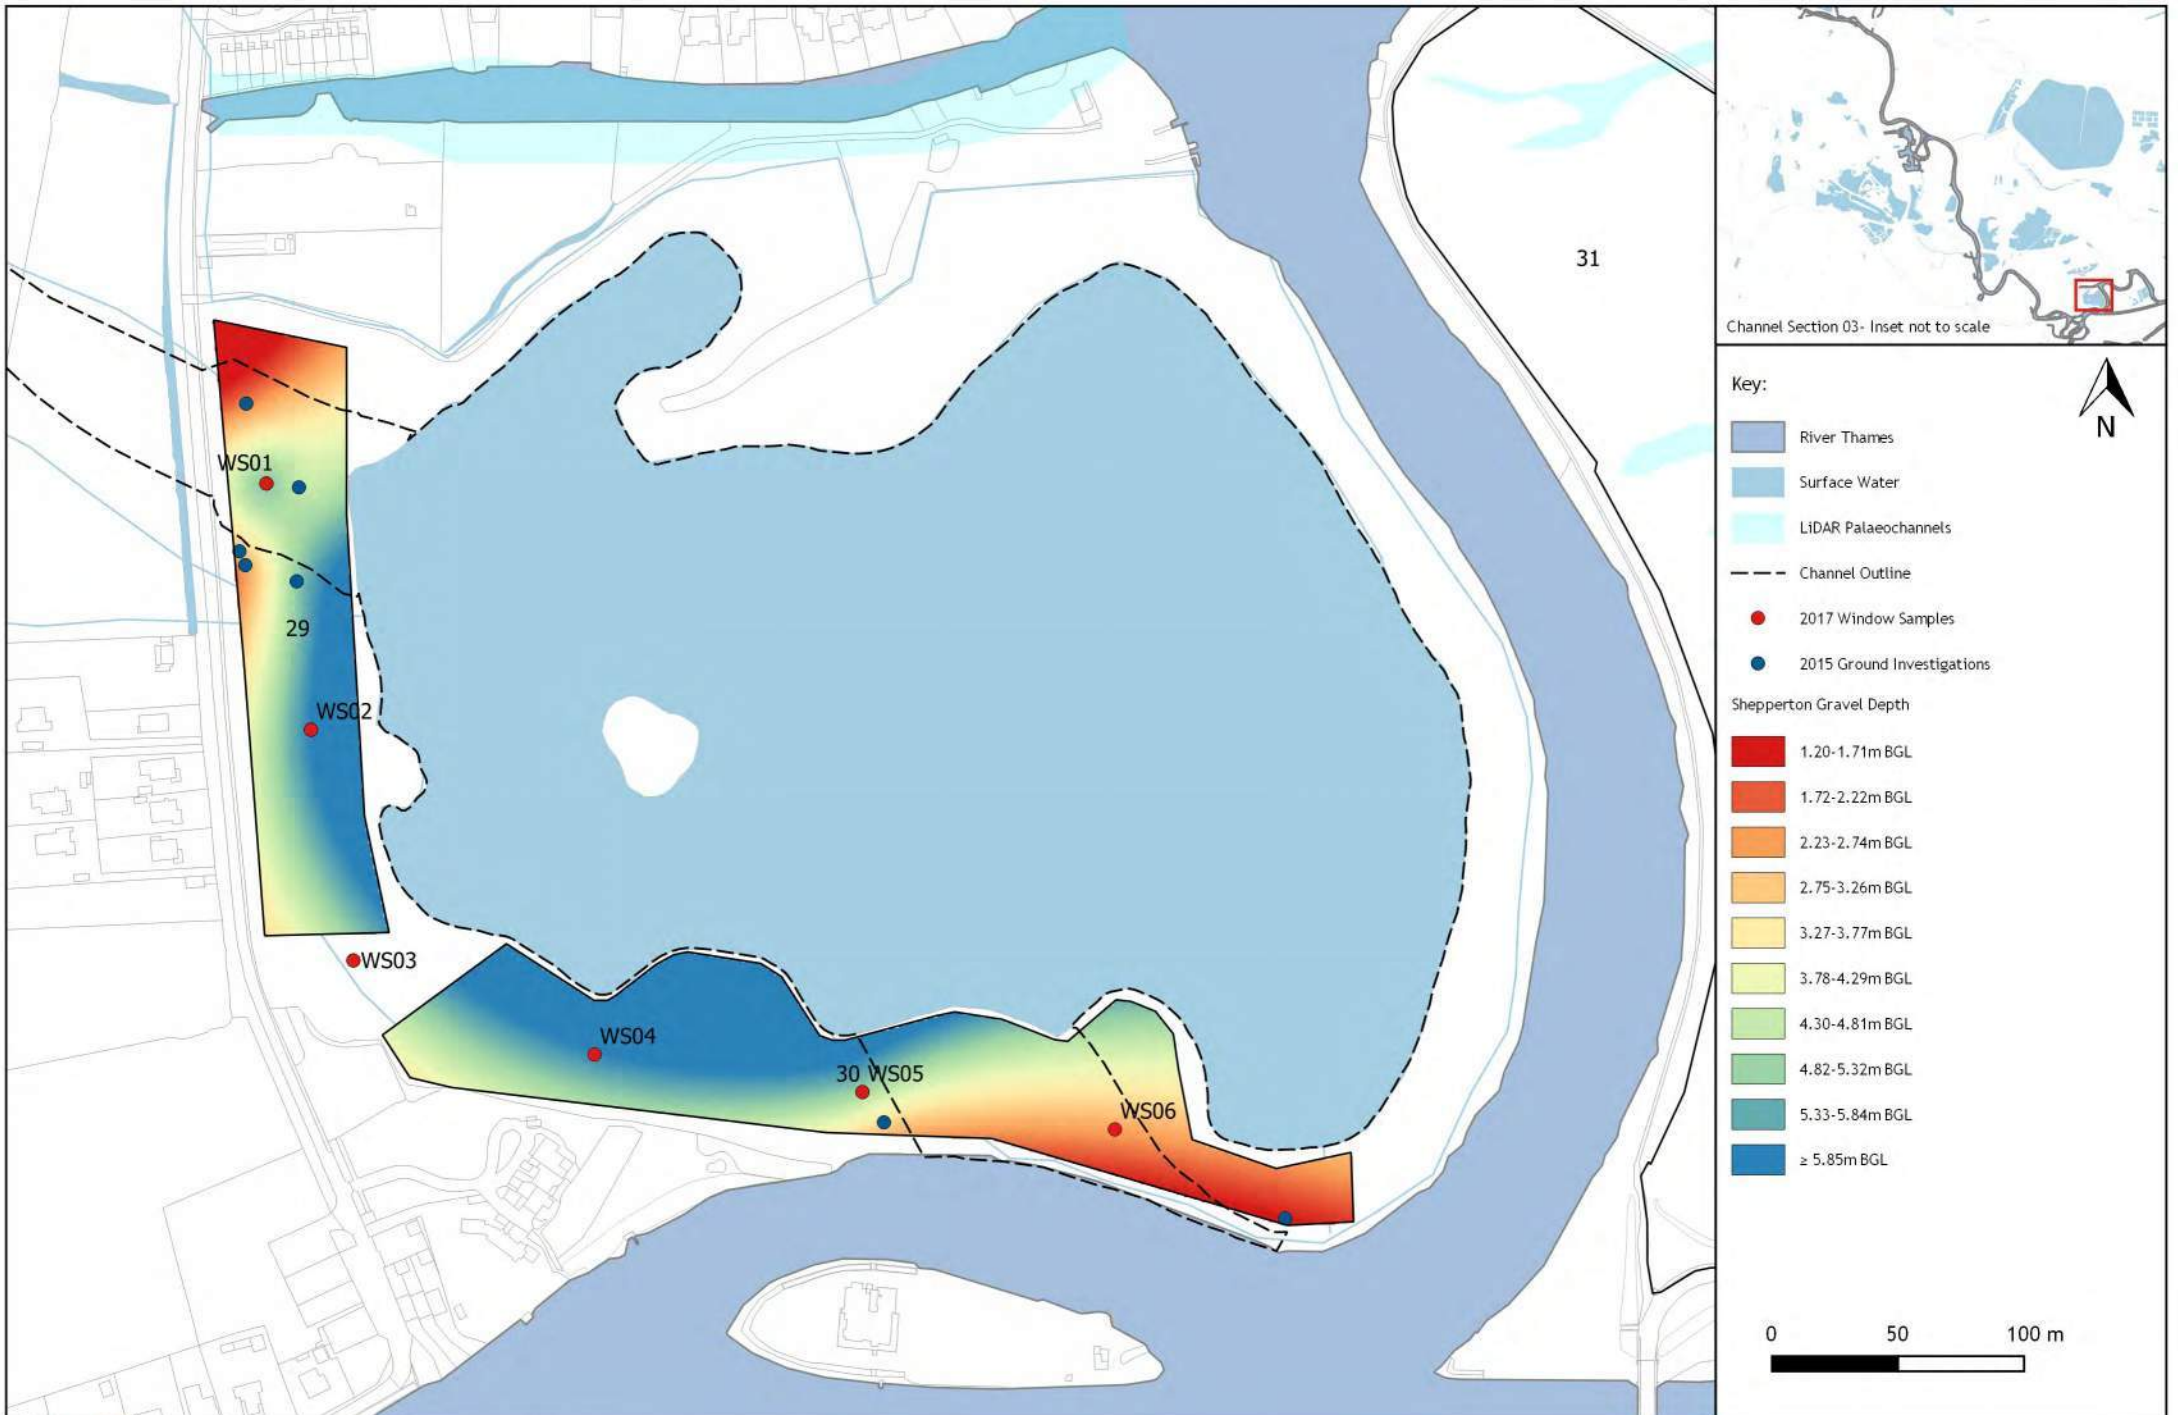 31
WS01
29
WS02
WS03
WS04
30 WS05
WS06
Channel Section 03- Inset not to scale
Key:
N
River Thames
Surface Water
LiDAR Palaeochannels
Channel Outline
2017 Window Samples
2015 Ground Investigations
Shepperton Gravel Depth
1.20-1.71m BGL
1.72-2.22m BGL
2.23-2.74m BGL
2.75-3.26m BGL
3.27-3.77m BGL
3.78-4.29m BGL
4.30-4.81m BGL
4.82-5.32m BGL
5.33-5.84m BGL
≥ 5.85m BGL
0 50 100 m